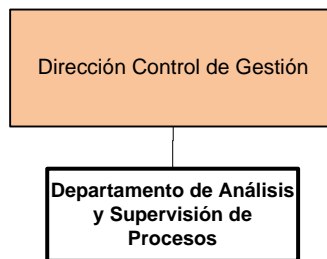 Dirección Control de Gestión
Departamento de Análisis
y Supervisión de
Procesos